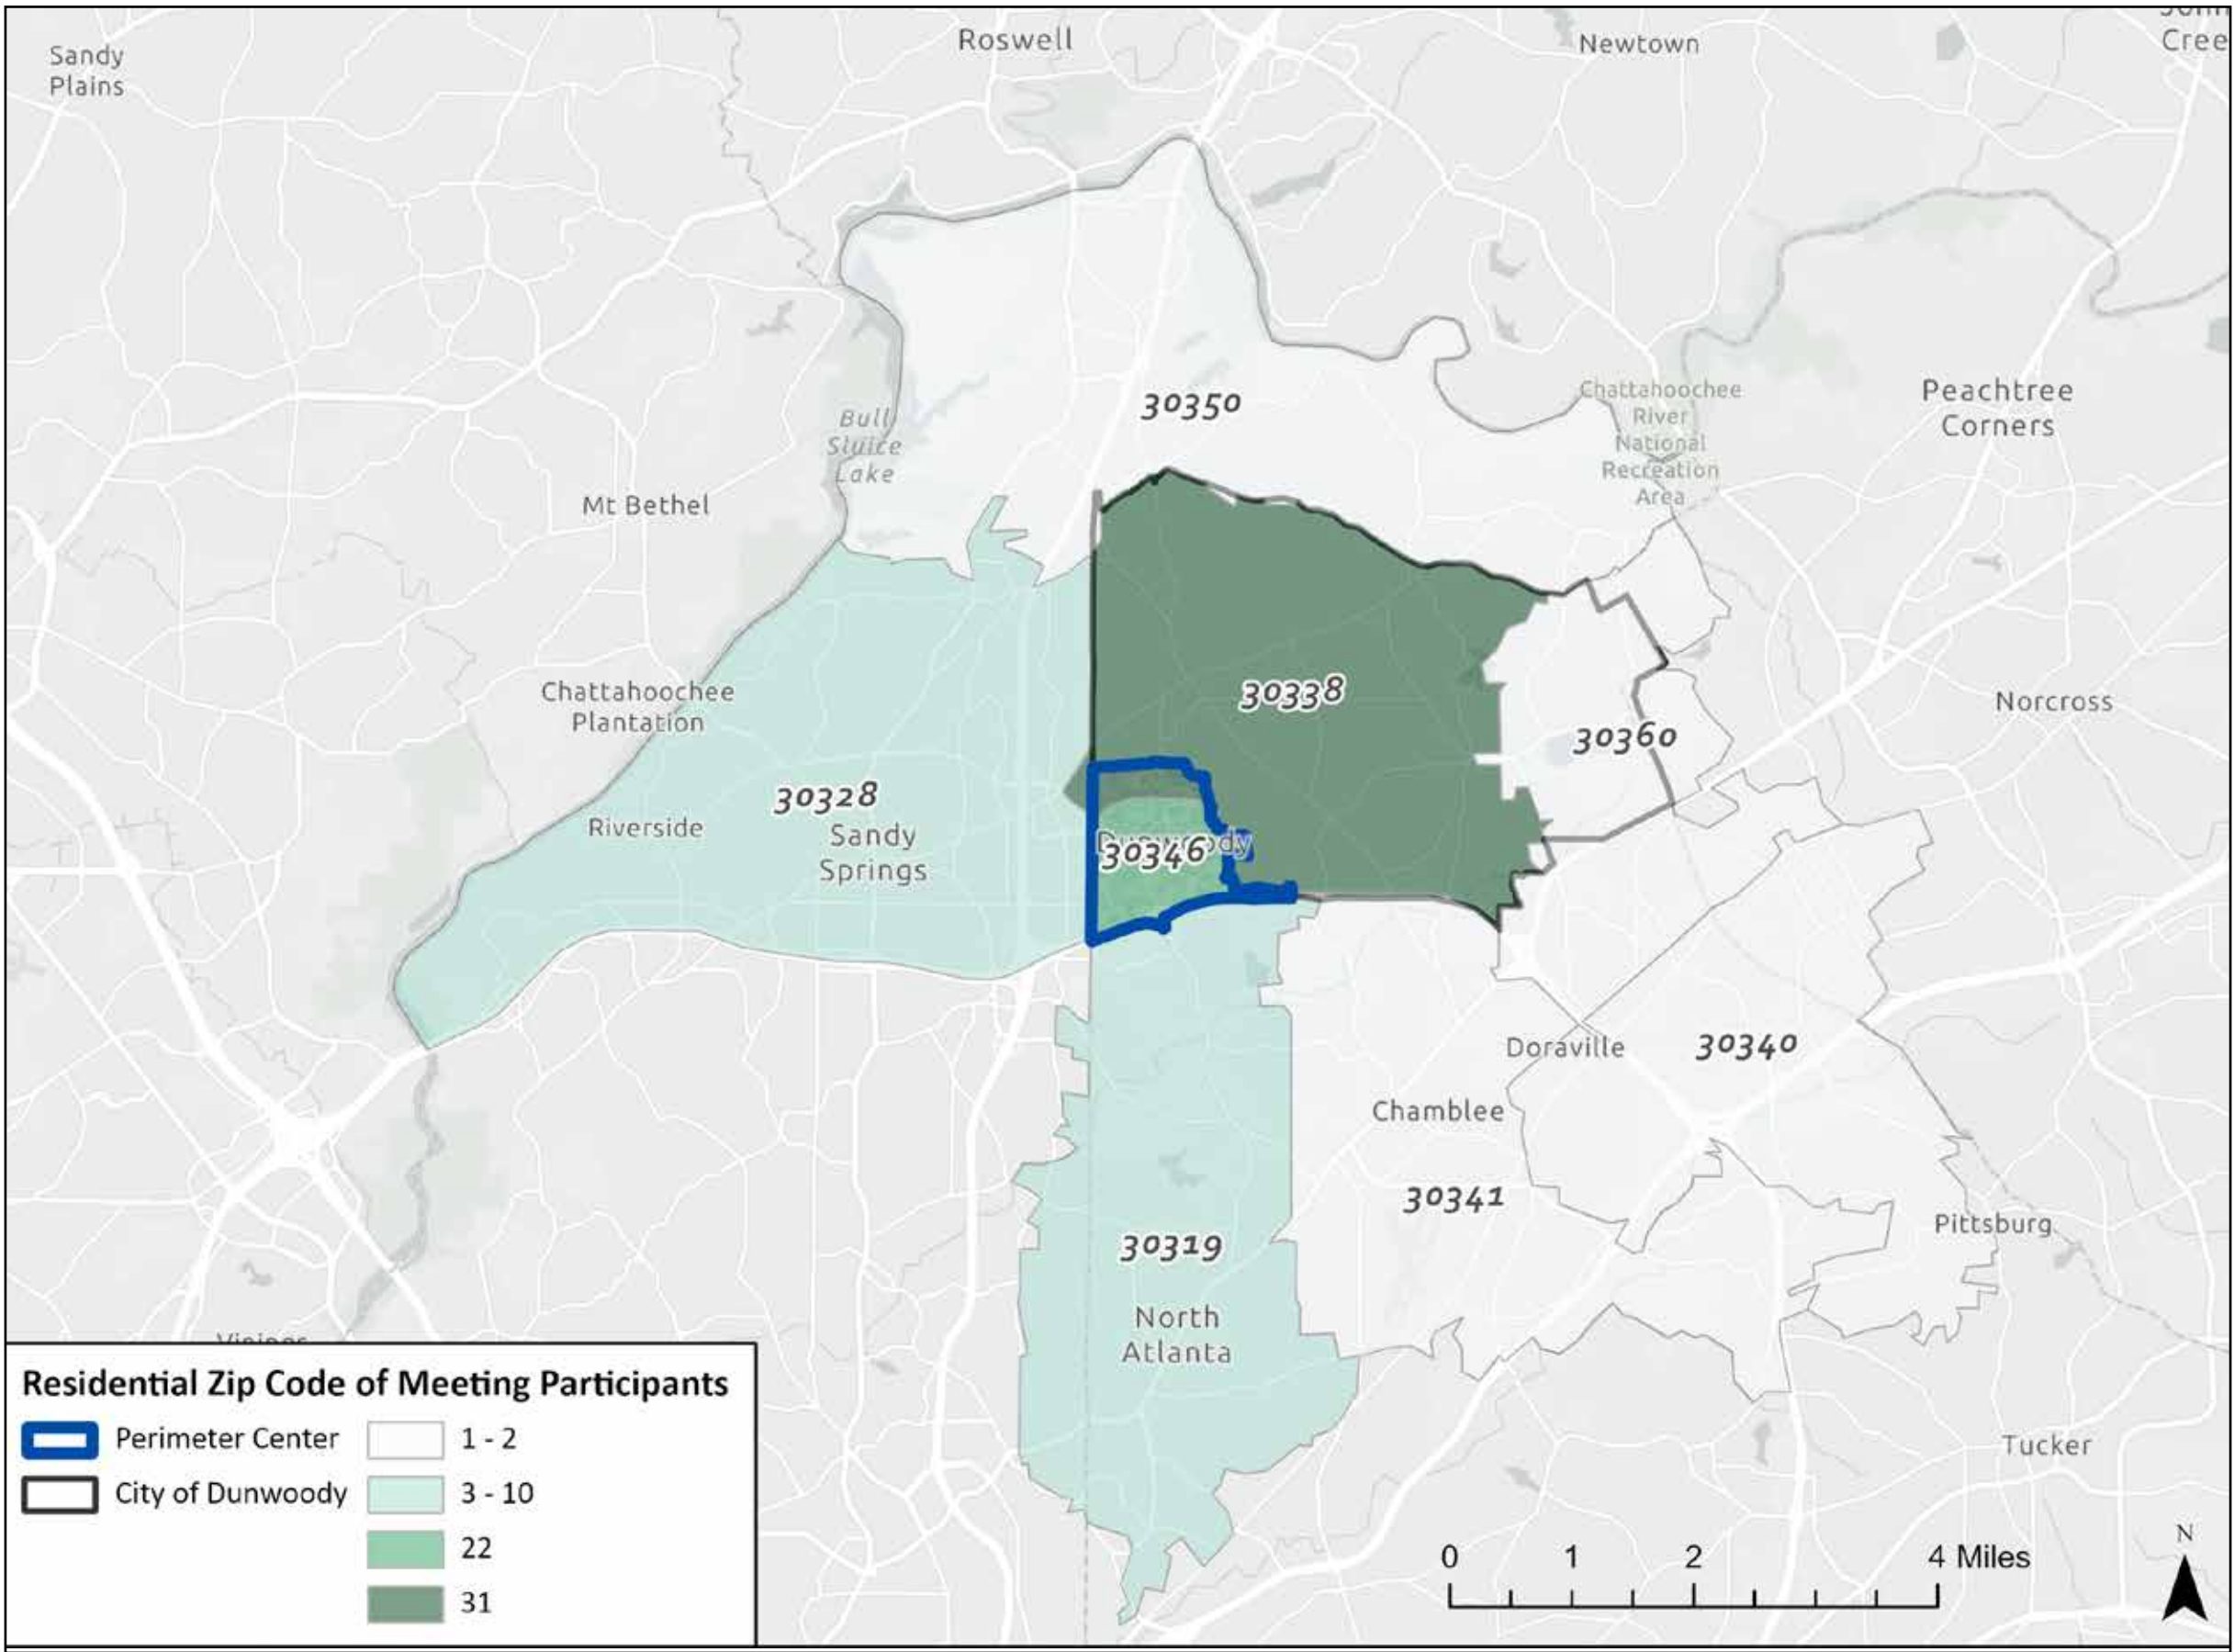 Sandy
Plains
Roswell
Newtown
Cree
30350
Bull
Sluice
Lake
Chattahoochee
River
National
Recreation
Area
Peachtree
Corners
Mt Bethel
Chattahoochee
Plantation
30338
Norcross
30360
30328
Riverside
Sandy
Springs
Dunwoody
30346
Doraville
30340
Chamblee
30341
Pittsburg
30319
North
Atlanta
Tucker
Residential Zip Code of Meeting Participants
Perimeter Center
City of Dunwoody
1 - 2
3 - 10
22
31
0 1 2 4 Miles
N